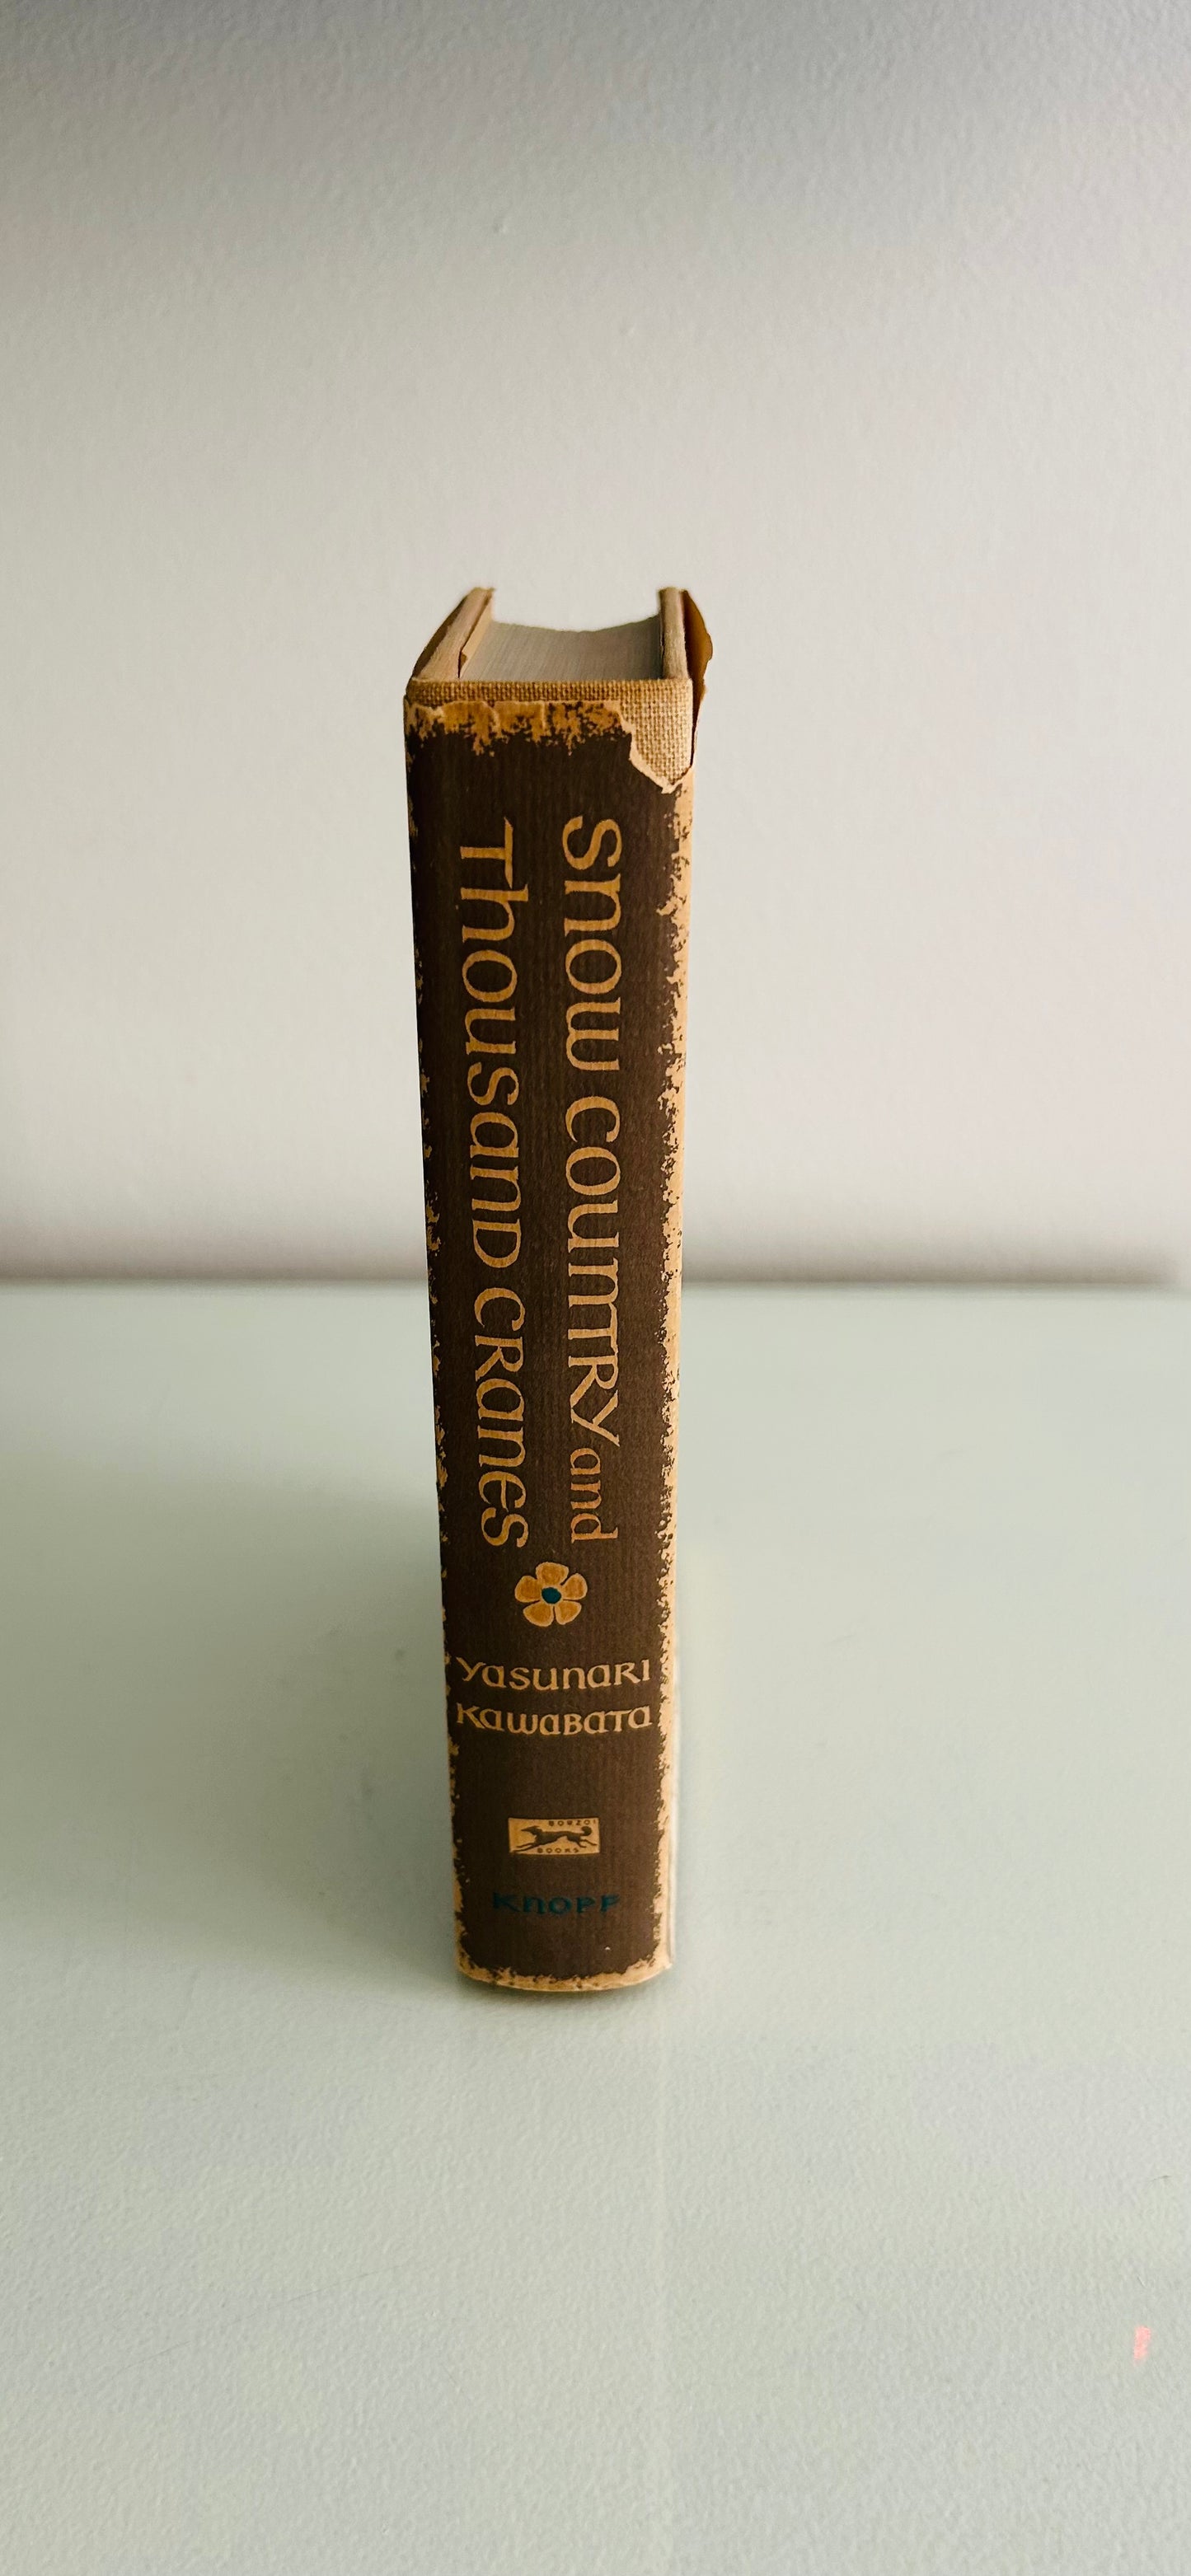 Snow Country and
Thousand Cranes
Yasunari
Kawabata
BORZOI
BOOKS
KNOPF